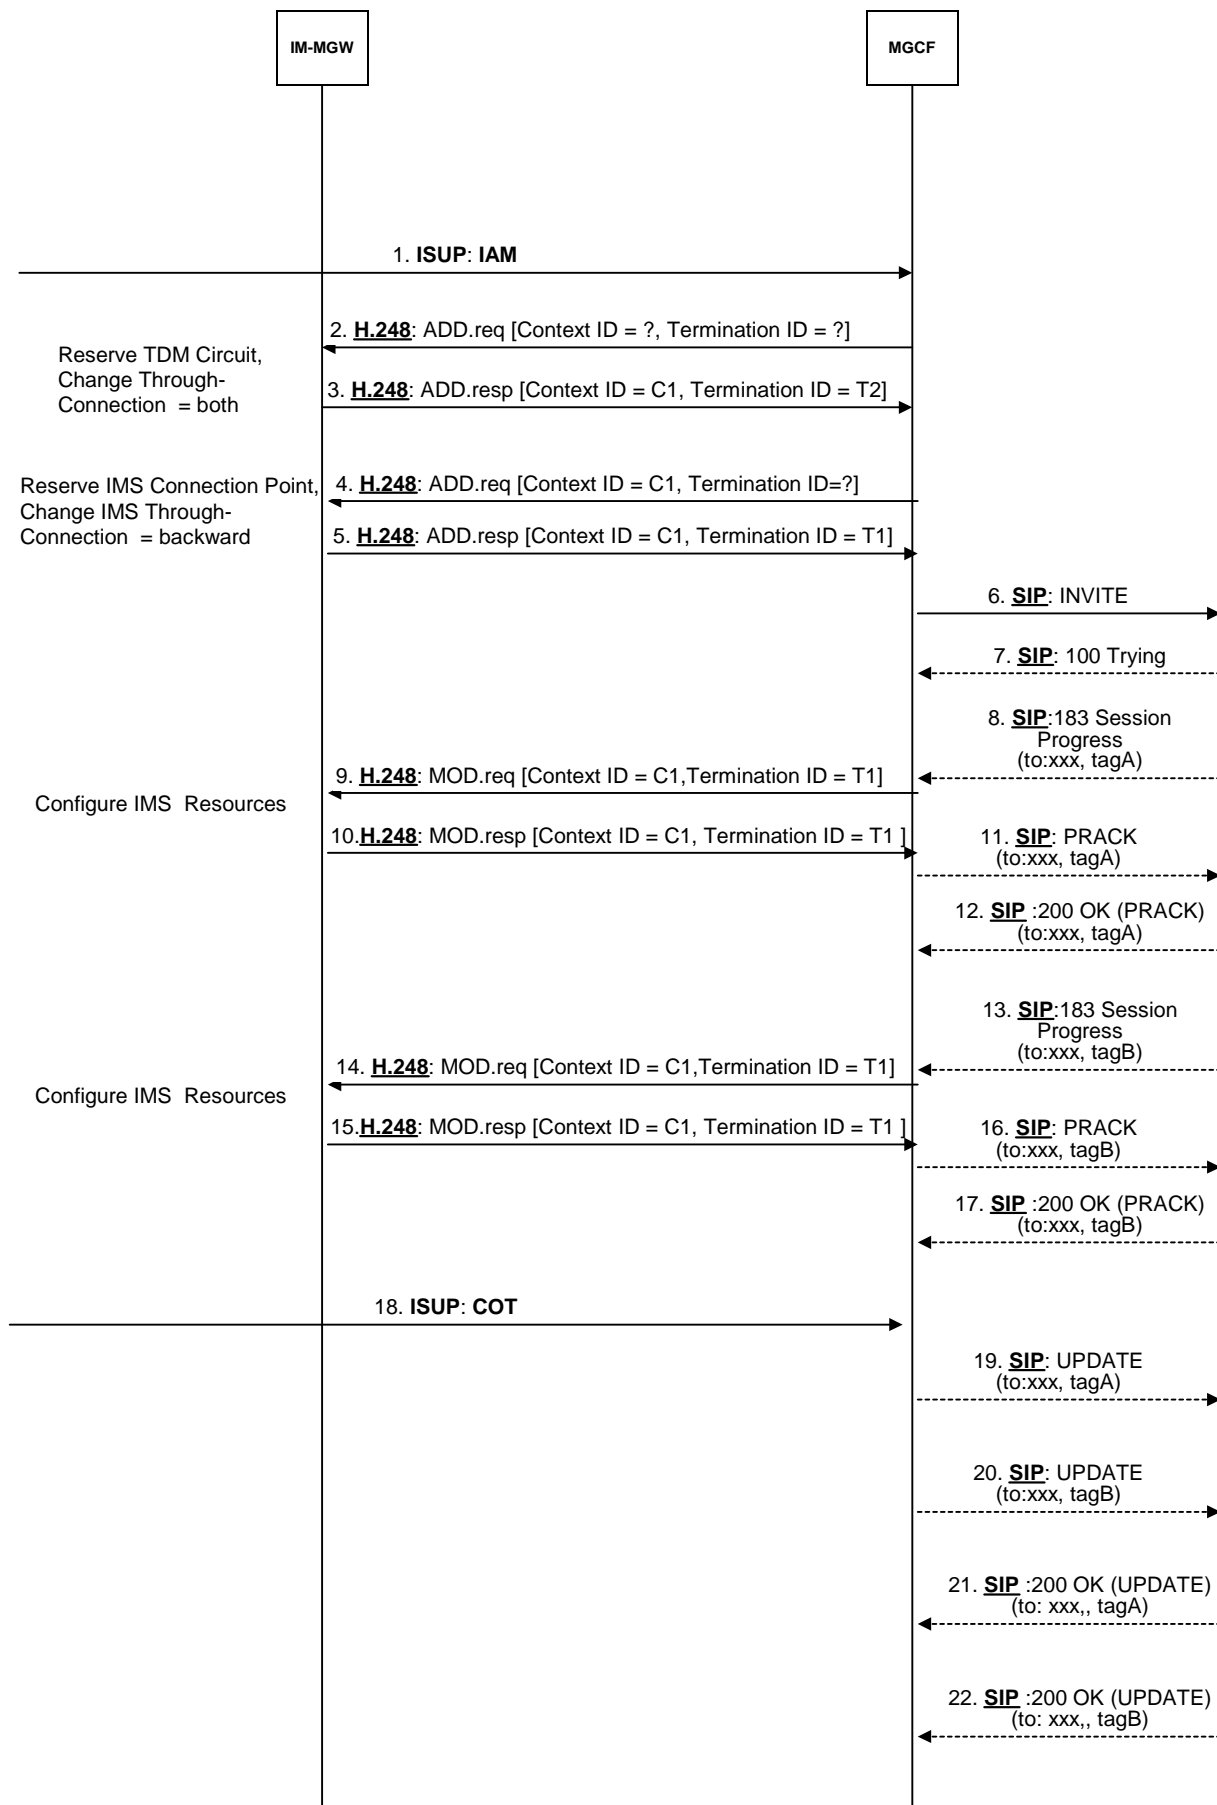 IM-MGW
MGCF
1. ISUP: IAM
2. H.248: ADD.req [Context ID = ?, Termination ID = ?]
Reserve TDM Circuit,
Change Through-
Connection = both
3. H.248: ADD.resp [Context ID = C1, Termination ID = T2]
Reserve IMS Connection Point,
Change IMS Through-
Connection = backward
4. H.248: ADD.req [Context ID = C1, Termination ID=?]
5. H.248: ADD.resp [Context ID = C1, Termination ID = T1]
6. SIP: INVITE
7. SIP: 100 Trying
8. SIP:183 Session
Progress
(to:xxx, tagA)
9. H.248: MOD.req [Context ID = C1,Termination ID = T1]
Configure IMS Resources
10.H.248: MOD.resp [Context ID = C1, Termination ID = T1 ]
11. SIP: PRACK
(to:xxx, tagA)
12. SIP :200 OK (PRACK)
(to:xxx, tagA)
13. SIP:183 Session
Progress
(to:xxx, tagB)
14. H.248: MOD.req [Context ID = C1,Termination ID = T1]
Configure IMS Resources
15.H.248: MOD.resp [Context ID = C1, Termination ID = T1 ]
16. SIP: PRACK
(to:xxx, tagB)
17. SIP :200 OK (PRACK)
(to:xxx, tagB)
18. ISUP: COT
19. SIP: UPDATE
(to:xxx, tagA)
20. SIP: UPDATE
(to:xxx, tagB)
21. SIP :200 OK (UPDATE)
(to: xxx,, tagA)
22. SIP :200 OK (UPDATE)
(to: xxx,, tagB)